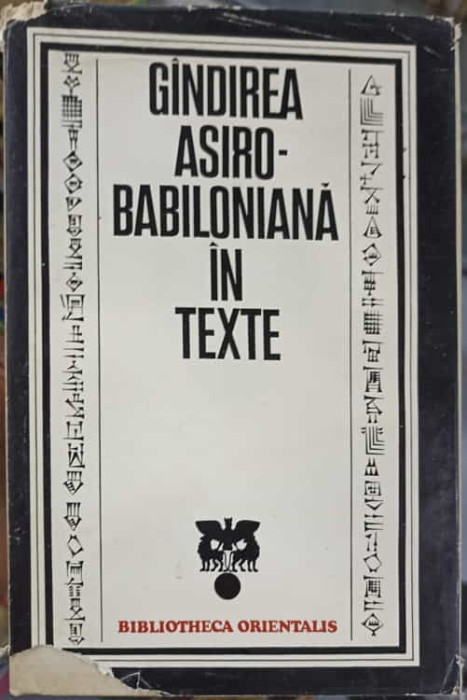 GÎNDIREA
ASIRO-
BABILONIANĂ
ÎN
TEXTE
BIBLIOTHECA ORIENTALIS